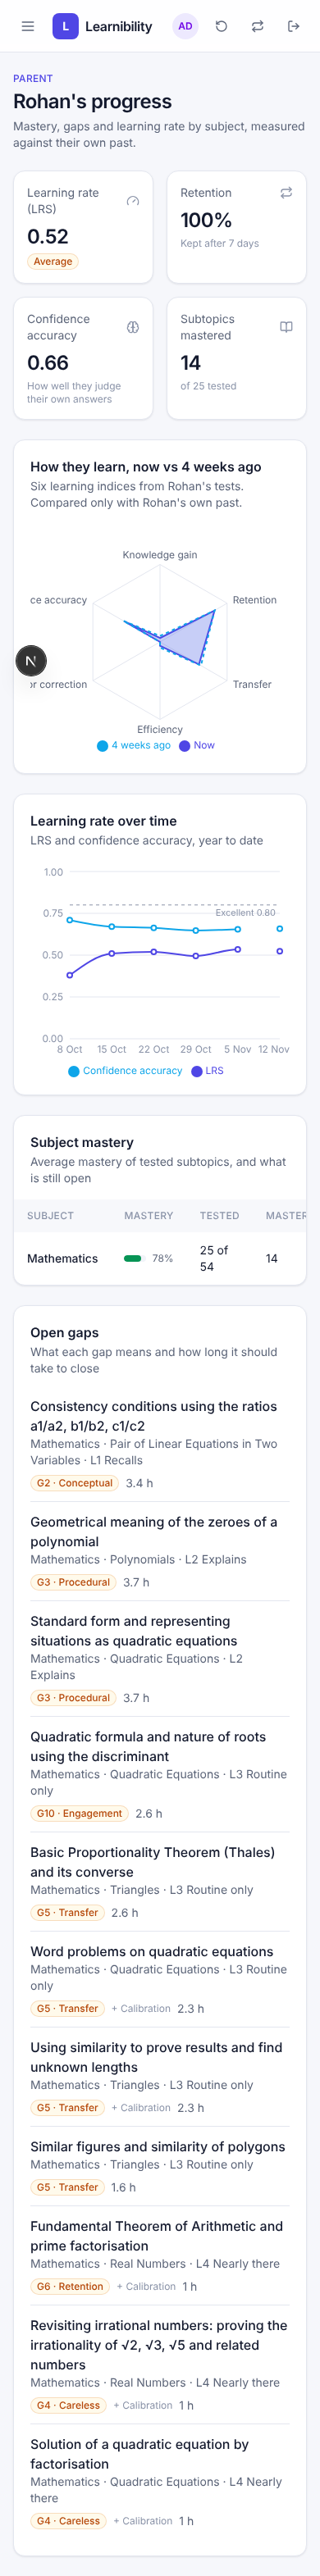 L Learnibility AD
PARENT
Rohan's progress
Mastery, gaps and learning rate by subject, measured
against their own past.
Learning rate
(LRS)
0.52
Average
Retention
100%
Kept after 7 days
Confidence
accuracy
0.66
How well they judge
their own answers
Subtopics
mastered
14
of 25 tested
How they learn, now vs 4 weeks ago
Six learning indices from Rohan's tests.
Compared only with Rohan's own past.
Knowledge gain
ce accuracy
Retention
N
or correction
Transfer
Efficiency
4 weeks ago Now
Learning rate over time
LRS and confidence accuracy, year to date
1.00
0.75
Excellent 0.80
0.50
0.25
0.00
8 Oct 15 Oct 22 Oct 29 Oct 5 Nov 12 Nov
Confidence accuracy LRS
Subject mastery
Average mastery of tested subtopics, and what
is still open
SUBJECT MASTERY TESTED MASTER
Mathematics 78% 25 of
54 14
Open gaps
What each gap means and how long it should
take to close
Consistency conditions using the ratios
a1/a2, b1/b2, c1/c2
Mathematics · Pair of Linear Equations in Two
Variables · L1 Recalls
G2 · Conceptual 3.4 h
Geometrical meaning of the zeroes of a
polynomial
Mathematics · Polynomials · L2 Explains
G3 · Procedural 3.7 h
Standard form and representing
situations as quadratic equations
Mathematics · Quadratic Equations · L2
Explains
G3 · Procedural 3.7 h
Quadratic formula and nature of roots
using the discriminant
Mathematics · Quadratic Equations · L3 Routine
only
G10 · Engagement 2.6 h
Basic Proportionality Theorem (Thales)
and its converse
Mathematics · Triangles · L3 Routine only
G5 · Transfer 2.6 h
Word problems on quadratic equations
Mathematics · Quadratic Equations · L3 Routine
only
G5 · Transfer + Calibration 2.3 h
Using similarity to prove results and find
unknown lengths
Mathematics · Triangles · L3 Routine only
G5 · Transfer + Calibration 2.3 h
Similar figures and similarity of polygons
Mathematics · Triangles · L3 Routine only
G5 · Transfer 1.6 h
Fundamental Theorem of Arithmetic and
prime factorisation
Mathematics · Real Numbers · L4 Nearly there
G6 · Retention + Calibration 1 h
Revisiting irrational numbers: proving the
irrationality of √2, √3, √5 and related
numbers
Mathematics · Real Numbers · L4 Nearly there
G4 · Careless + Calibration 1 h
Solution of a quadratic equation by
factorisation
Mathematics · Quadratic Equations · L4 Nearly
there
G4 · Careless + Calibration 1 h